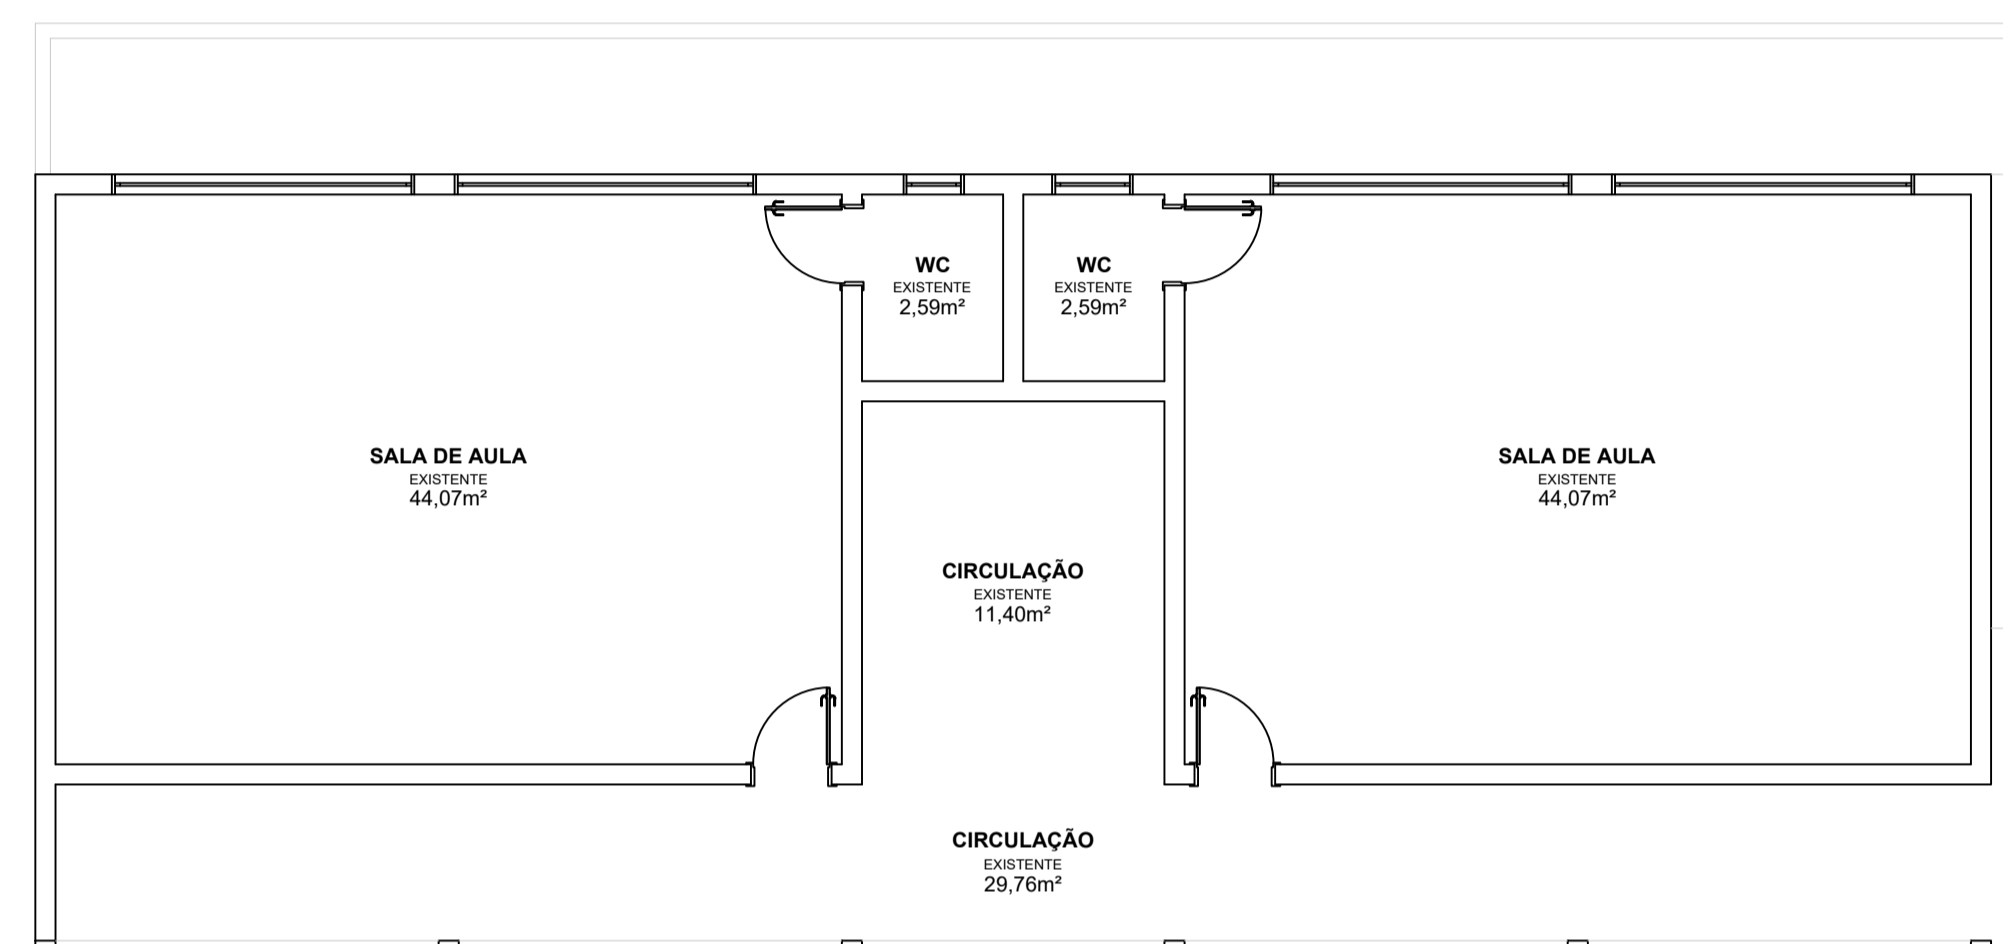 WC
EXISTENTE
2,59m²
WC
EXISTENTE
2,59m²
SALA DE AULA
EXISTENTE
44,07m²
SALA DE AULA
EXISTENTE
44,07m²
CIRCULAÇÃO
EXISTENTE
11,40m²
CIRCULAÇÃO
EXISTENTE
29,76m²